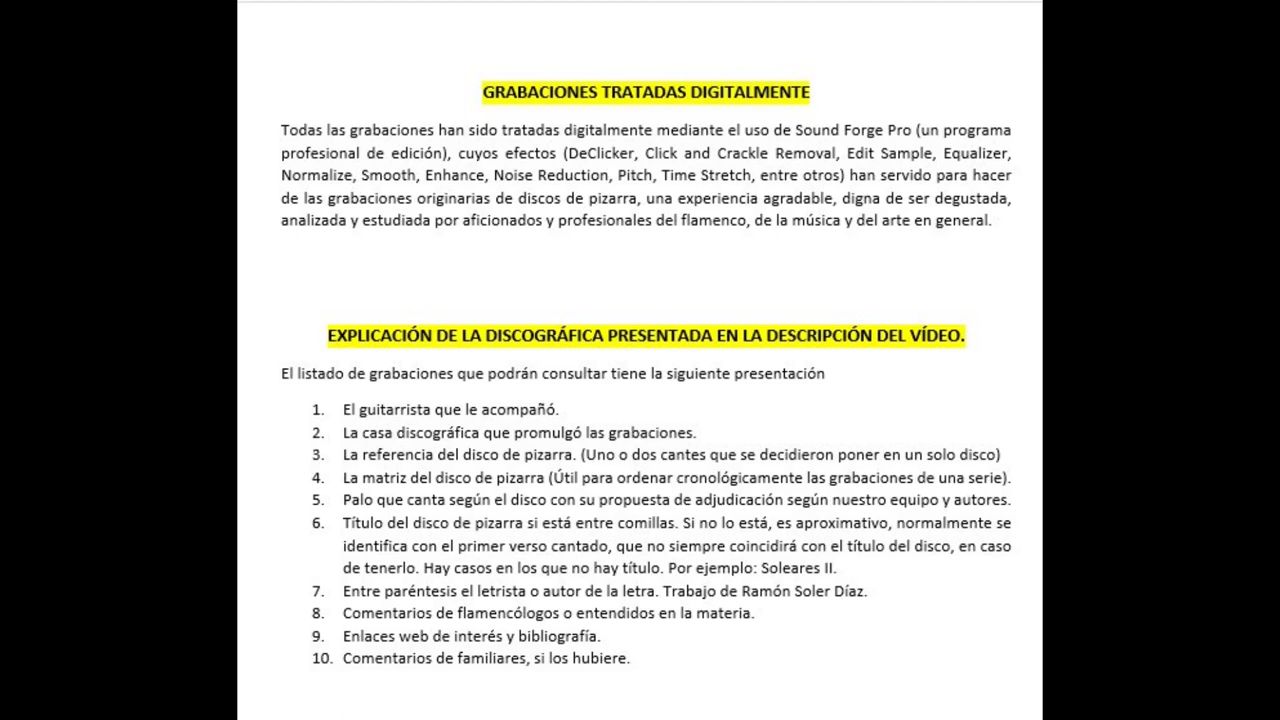 GRABACIONES TRATADAS DIGITALMENTE
Todas las grabaciones han sido tratadas digitalmente mediante el uso de Sound Forge Pro (un programa
profesional de edición), cuyos efectos (DeClicker, Click and Crackle Removal, Edit Sample, Equalizer,
Normalize, Smooth, Enhance, Noise Reduction, Pitch, Time Stretch, entre otros) han servido para hacer
de las grabaciones originarias de discos de pizarra, una experiencia agradable, digna de ser degustada,
analizada y estudiada por aficionados y profesionales del flamenco, de la música y del arte en general.
EXPLICACIÓN DE LA DISCOGRÁFICA PRESENTADA EN LA DESCRIPCIÓN DEL VÍDEO.
El listado de grabaciones que podrán consultar tiene la siguiente presentación
1. El guitarrista que le acompañó.
2. La casa discográfica que promulgó las grabaciones.
3. La referencia del disco de pizarra. (Uno o dos cantes que se decidieron poner en un solo disco)
4. La matriz del disco de pizarra (Útil para ordenar cronológicamente las grabaciones de una serie).
5. Palo que canta según el disco con su propuesta de adjudicación según nuestro equipo y autores.
6. Título del disco de pizarra si está entre comillas. Si no lo está, es aproximativo, normalmente se
identifica con el primer verso cantado, que no siempre coincidirá con el título del disco, en caso
de tenerlo. Hay casos en los que no hay título. Por ejemplo: Soleares II.
7. Entre paréntesis el letrista o autor de la letra. Trabajo de Ramón Soler Díaz.
8. Comentarios de flamencólogos o entendidos en la materia.
9. Enlaces web de interés y bibliografía.
10. Comentarios de familiares, si los hubiere.